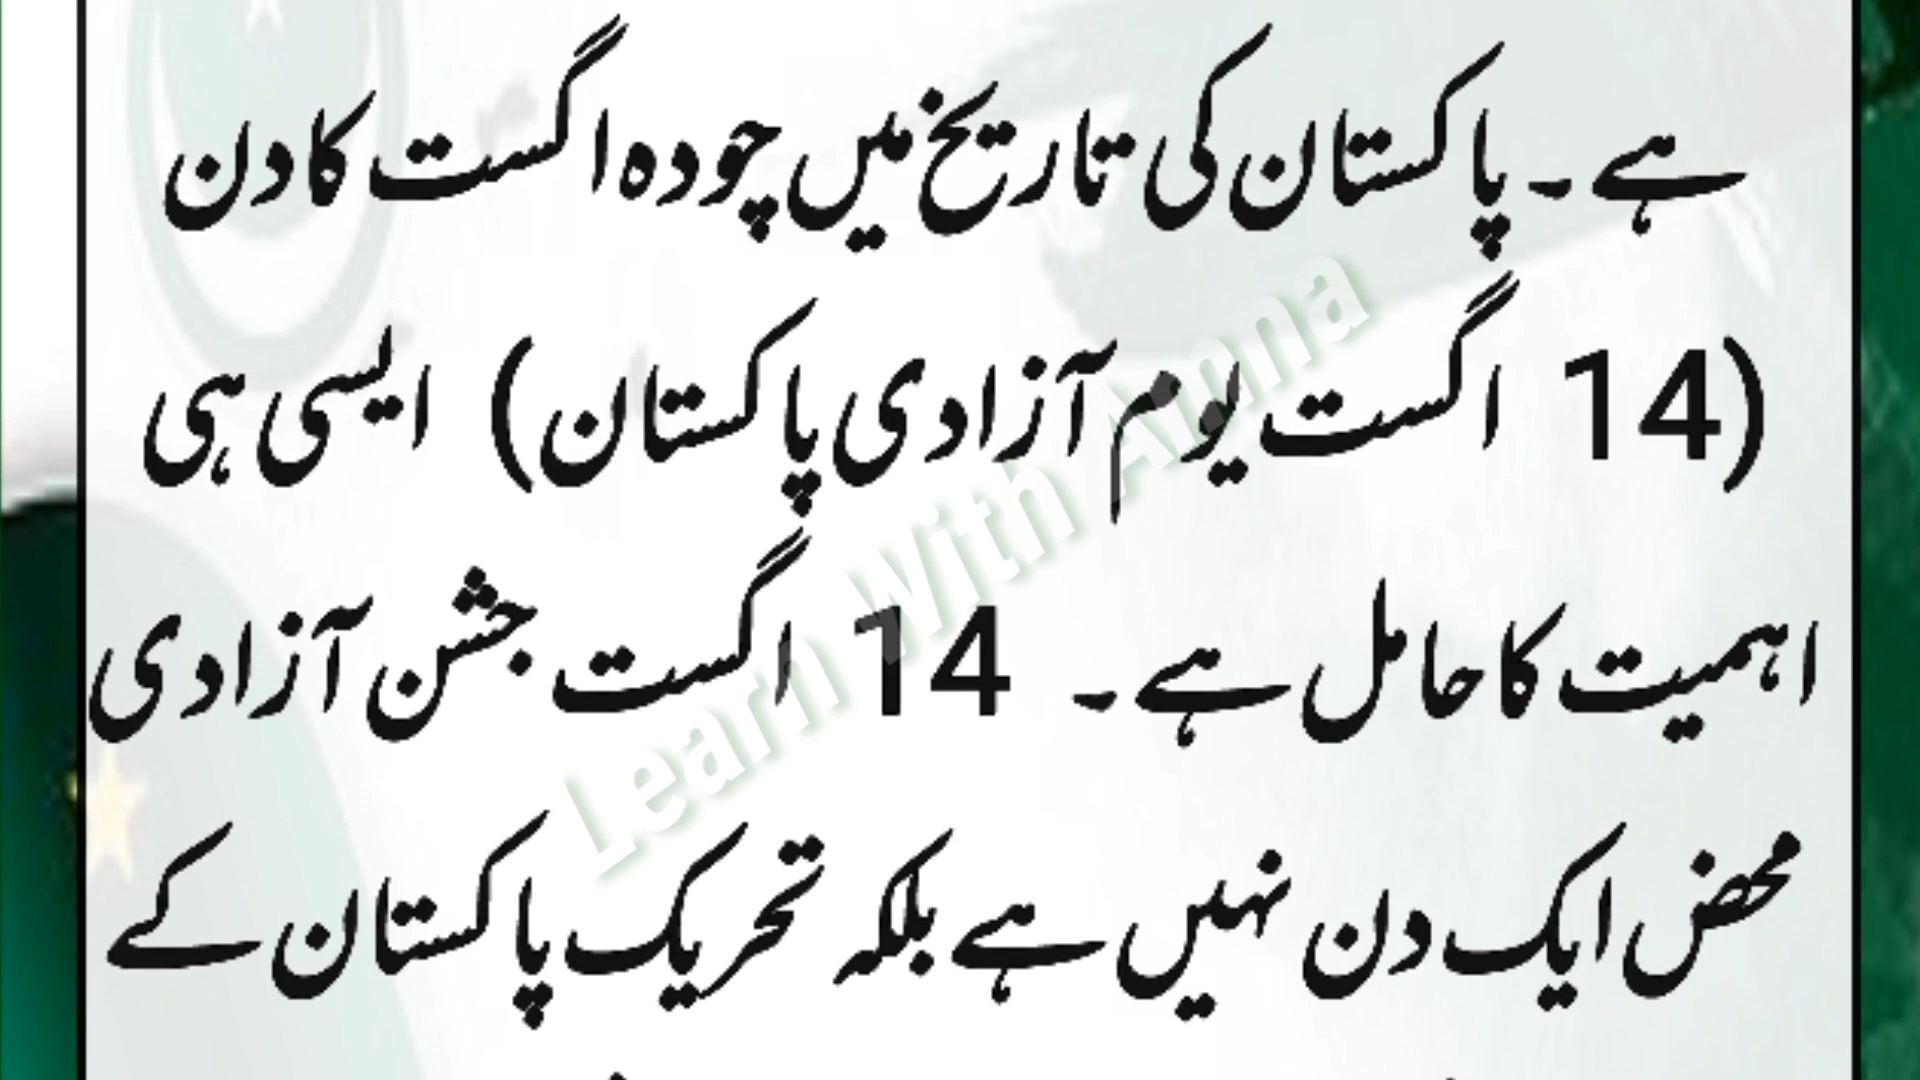 ہے۔ پاکستان کی تاریخ میں چودہ اگست کا دن
(14 اگست یوم آزادی پاکستان) ایسی ہی
اہمیت کا حامل ہے۔ 14 اگست جشن آزادی
محض ایک دن نہیں ہے بلکہ تحریک پاکستان کے
Learn With Amna